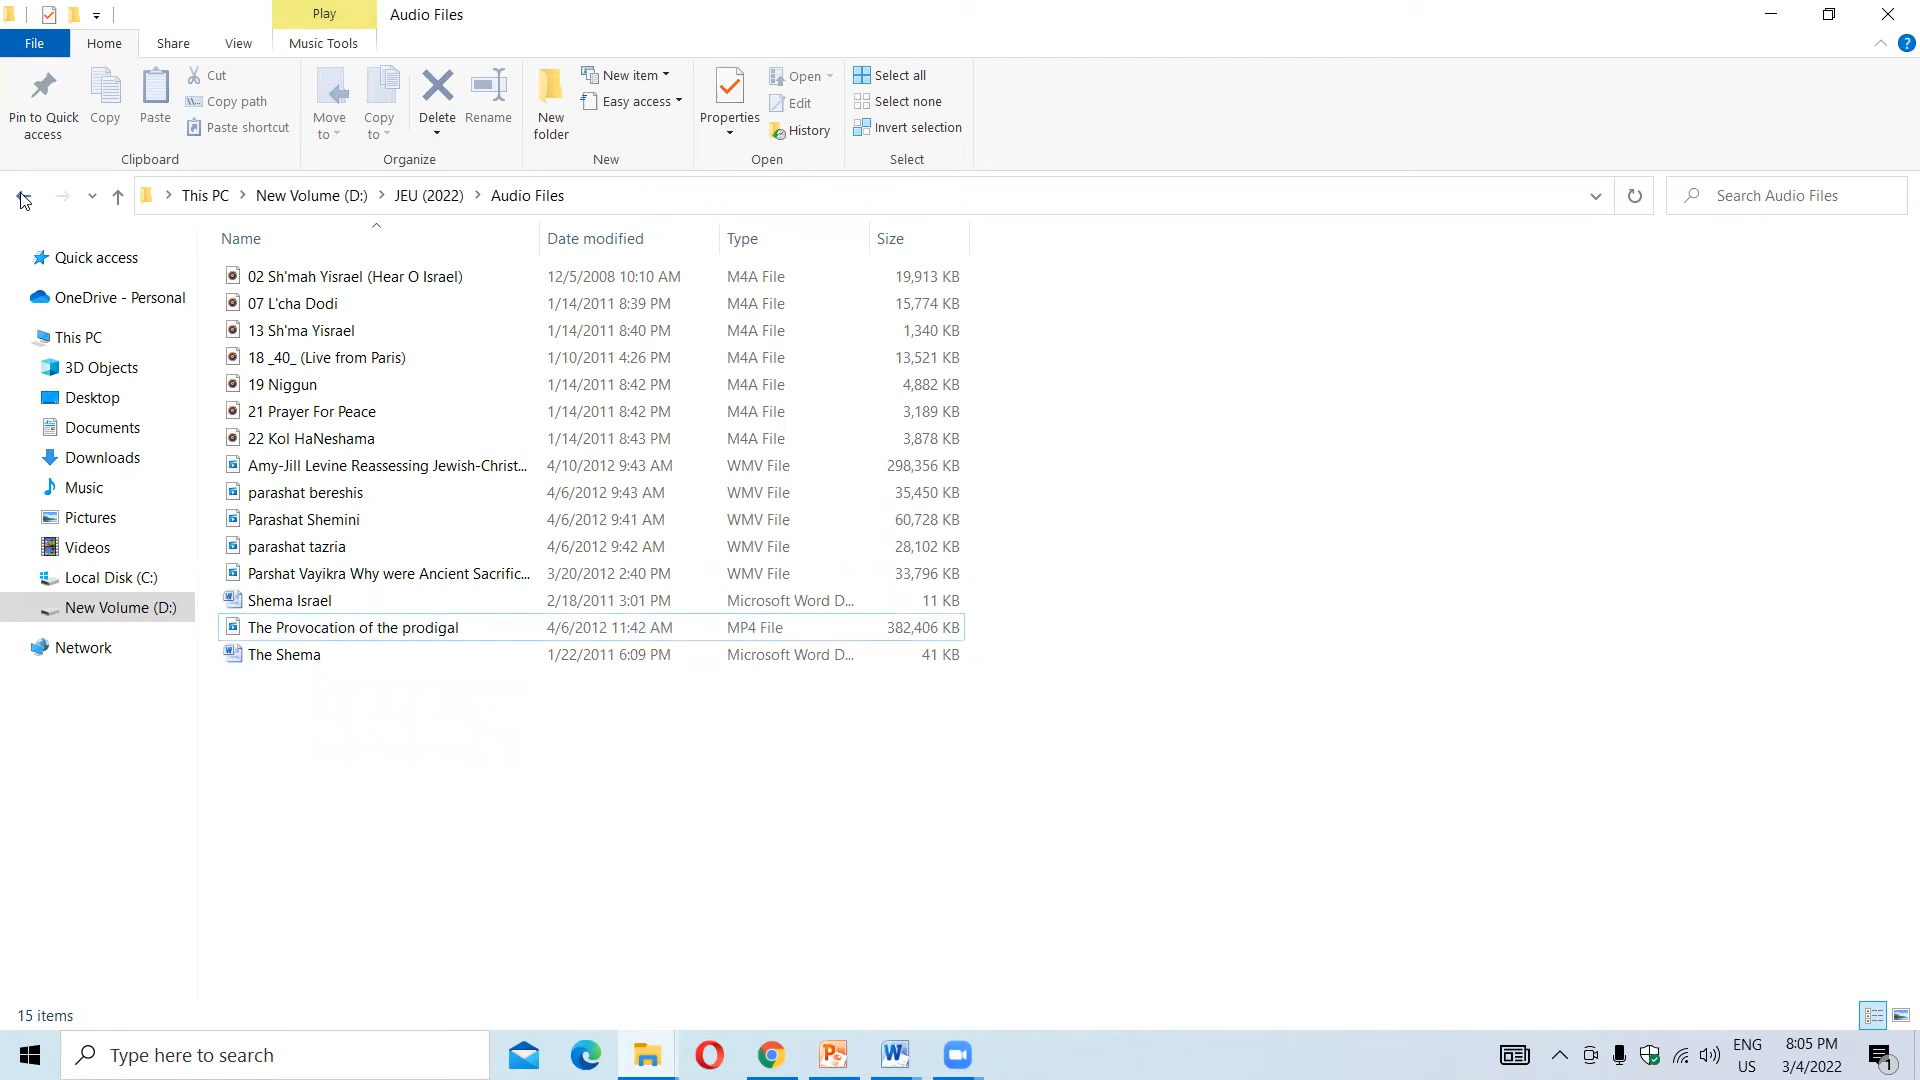 Play
Audio Files
File
Home
Share
View
Music Tools
Pin to Quick access
Copy
Paste
Cut
Copy path
Paste shortcut
Clipboard
Move to
Copy to
Delete
Rename
Organize
New folder
New item
Easy access
New
Properties
Open
Edit
History
Open
Select all
Select none
Invert selection
Select
This PC > New Volume (D:) > JEU (2022) > Audio Files
Search Audio Files
Name Date modified Type Size
Quick access
OneDrive - Personal
This PC
3D Objects
Desktop
Documents
Downloads
Music
Pictures
Videos
Local Disk (C:)
New Volume (D:)
Network
02 Sh'mah Yisrael (Hear O Israel) 12/5/2008 10:10 AM M4A File 19,913 KB
07 L'cha Dodi 1/14/2011 8:39 PM M4A File 15,774 KB
13 Sh'ma Yisrael 1/14/2011 8:40 PM M4A File 1,340 KB
18 _40_ (Live from Paris) 1/10/2011 4:26 PM M4A File 13,521 KB
19 Niggun 1/14/2011 8:42 PM M4A File 4,882 KB
21 Prayer For Peace 1/14/2011 8:42 PM M4A File 3,189 KB
22 Kol HaNeshama 1/14/2011 8:43 PM M4A File 3,878 KB
Amy-Jill Levine Reassessing Jewish-Christ... 4/10/2012 9:43 AM WMV File 298,356 KB
parashat bereshis 4/6/2012 9:43 AM WMV File 35,450 KB
Parashat Shemini 4/6/2012 9:41 AM WMV File 60,728 KB
parashat tazria 4/6/2012 9:42 AM WMV File 28,102 KB
Parshat Vayikra Why were Ancient Sacrific... 3/20/2012 2:40 PM WMV File 33,796 KB
Shema Israel 2/18/2011 3:01 PM Microsoft Word D... 11 KB
The Provocation of the prodigal 4/6/2012 11:42 AM MP4 File 382,406 KB
The Shema 1/22/2011 6:09 PM Microsoft Word D... 41 KB
15 items
Type here to search
ENG
US
8:05 PM
3/4/2022
1